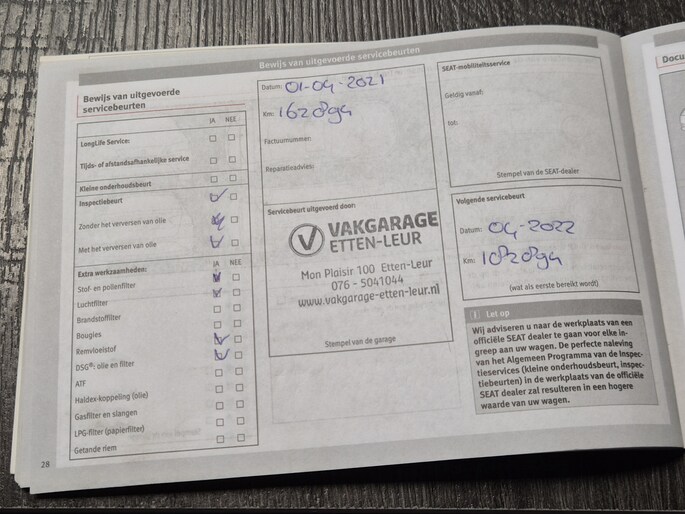 Bewijs van uitgevoerde servicebeurten
Bewijs van uitgevoerde
servicebeurten
JA NEE
LongLife Service:
Tijds- of afstandsafhankelijke service
Kleine onderhoudsbeurt
Inspectiebeurt
Zonder het verversen van olie
Met het verversen van olie
Extra werkzaamheden: JA NEE
Stof- en pollenfilter
Luchtfilter
Brandstoffilter
Bougies
Remvloeistof
DSG®: olie en filter
ATF
Haldex-koppeling (olie)
Gasfilter en slangen
LPG-filter (papierfilter)
Getande riem
28
Datum: 01-04-2021
Km: 162894
Factuurnummer:
Reparatieadvies:
Servicebeurt uitgevoerd door:
VAKGARAGE
ETTEN-LEUR
Mon Plaisir 100 Etten-Leur
076 - 5041044
www.vakgarage-etten-leur.nl
Stempel van de garage
SEAT-mobiliteitsservice
Geldig vanaf:
tot:
Stempel van de SEAT-dealer
Volgende servicebeurt
Datum: 04-2022
Km: 182894
(wat als eerste bereikt wordt)
i Let op
Wij adviseren u naar de werkplaats van een
officiële SEAT dealer te gaan voor elke in-
greep aan uw wagen. De perfecte naleving
van het Algemeen Programma van de Inspec-
tieservices (kleine onderhoudsbeurt, inspec-
tiebeurten) in de werkplaats van de officiële
SEAT dealer zal resulteren in een hogere
waarde van uw wagen.
Docu